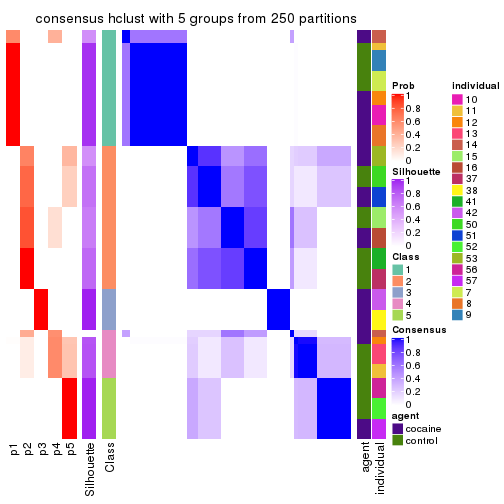 consensus hclust with 5 groups from 250 partitions
p1
p2
p3
p4
p5
Silhouette
Class
agent
individual
Prob
1
0.8
0.6
0.4
0.2
0
Silhouette
1
0.8
0.6
0.4
0.2
0
Class
1
2
3
4
5
Consensus
1
0.8
0.6
0.4
0.2
0
agent
cocaine
control
individual
10
11
12
13
14
15
16
37
38
41
42
50
51
52
53
56
57
7
8
9